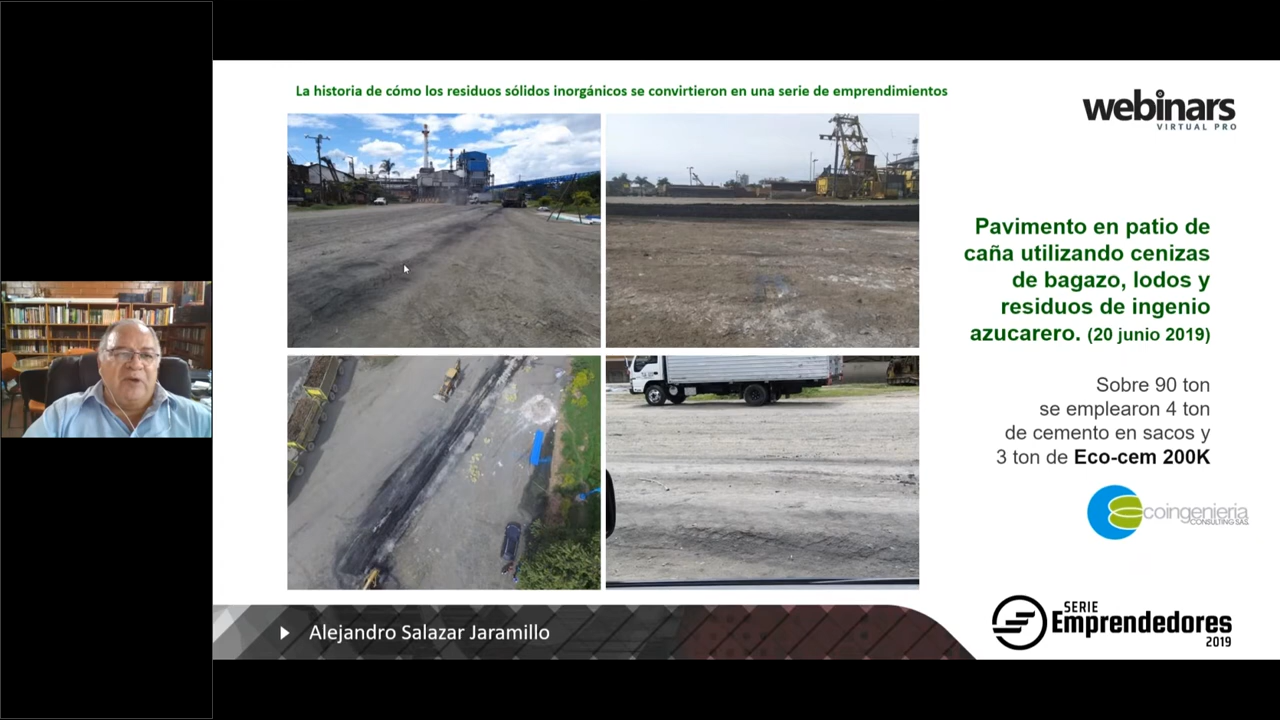 La historia de cómo los residuos sólidos inorgánicos se convirtieron en una serie de emprendimientos
webinars
VIRTUAL PRO
Pavimento en patio de
caña utilizando cenizas
de bagazo, lodos y
residuos de ingenio
azucarero. (20 junio 2019)
Sobre 90 ton
se emplearon 4 ton
de cemento en sacos y
3 ton de Eco-cem 200K
ecoingenieria
CONSULTING SAS.
Alejandro Salazar Jaramillo
SERIE
Emprendedores
2019